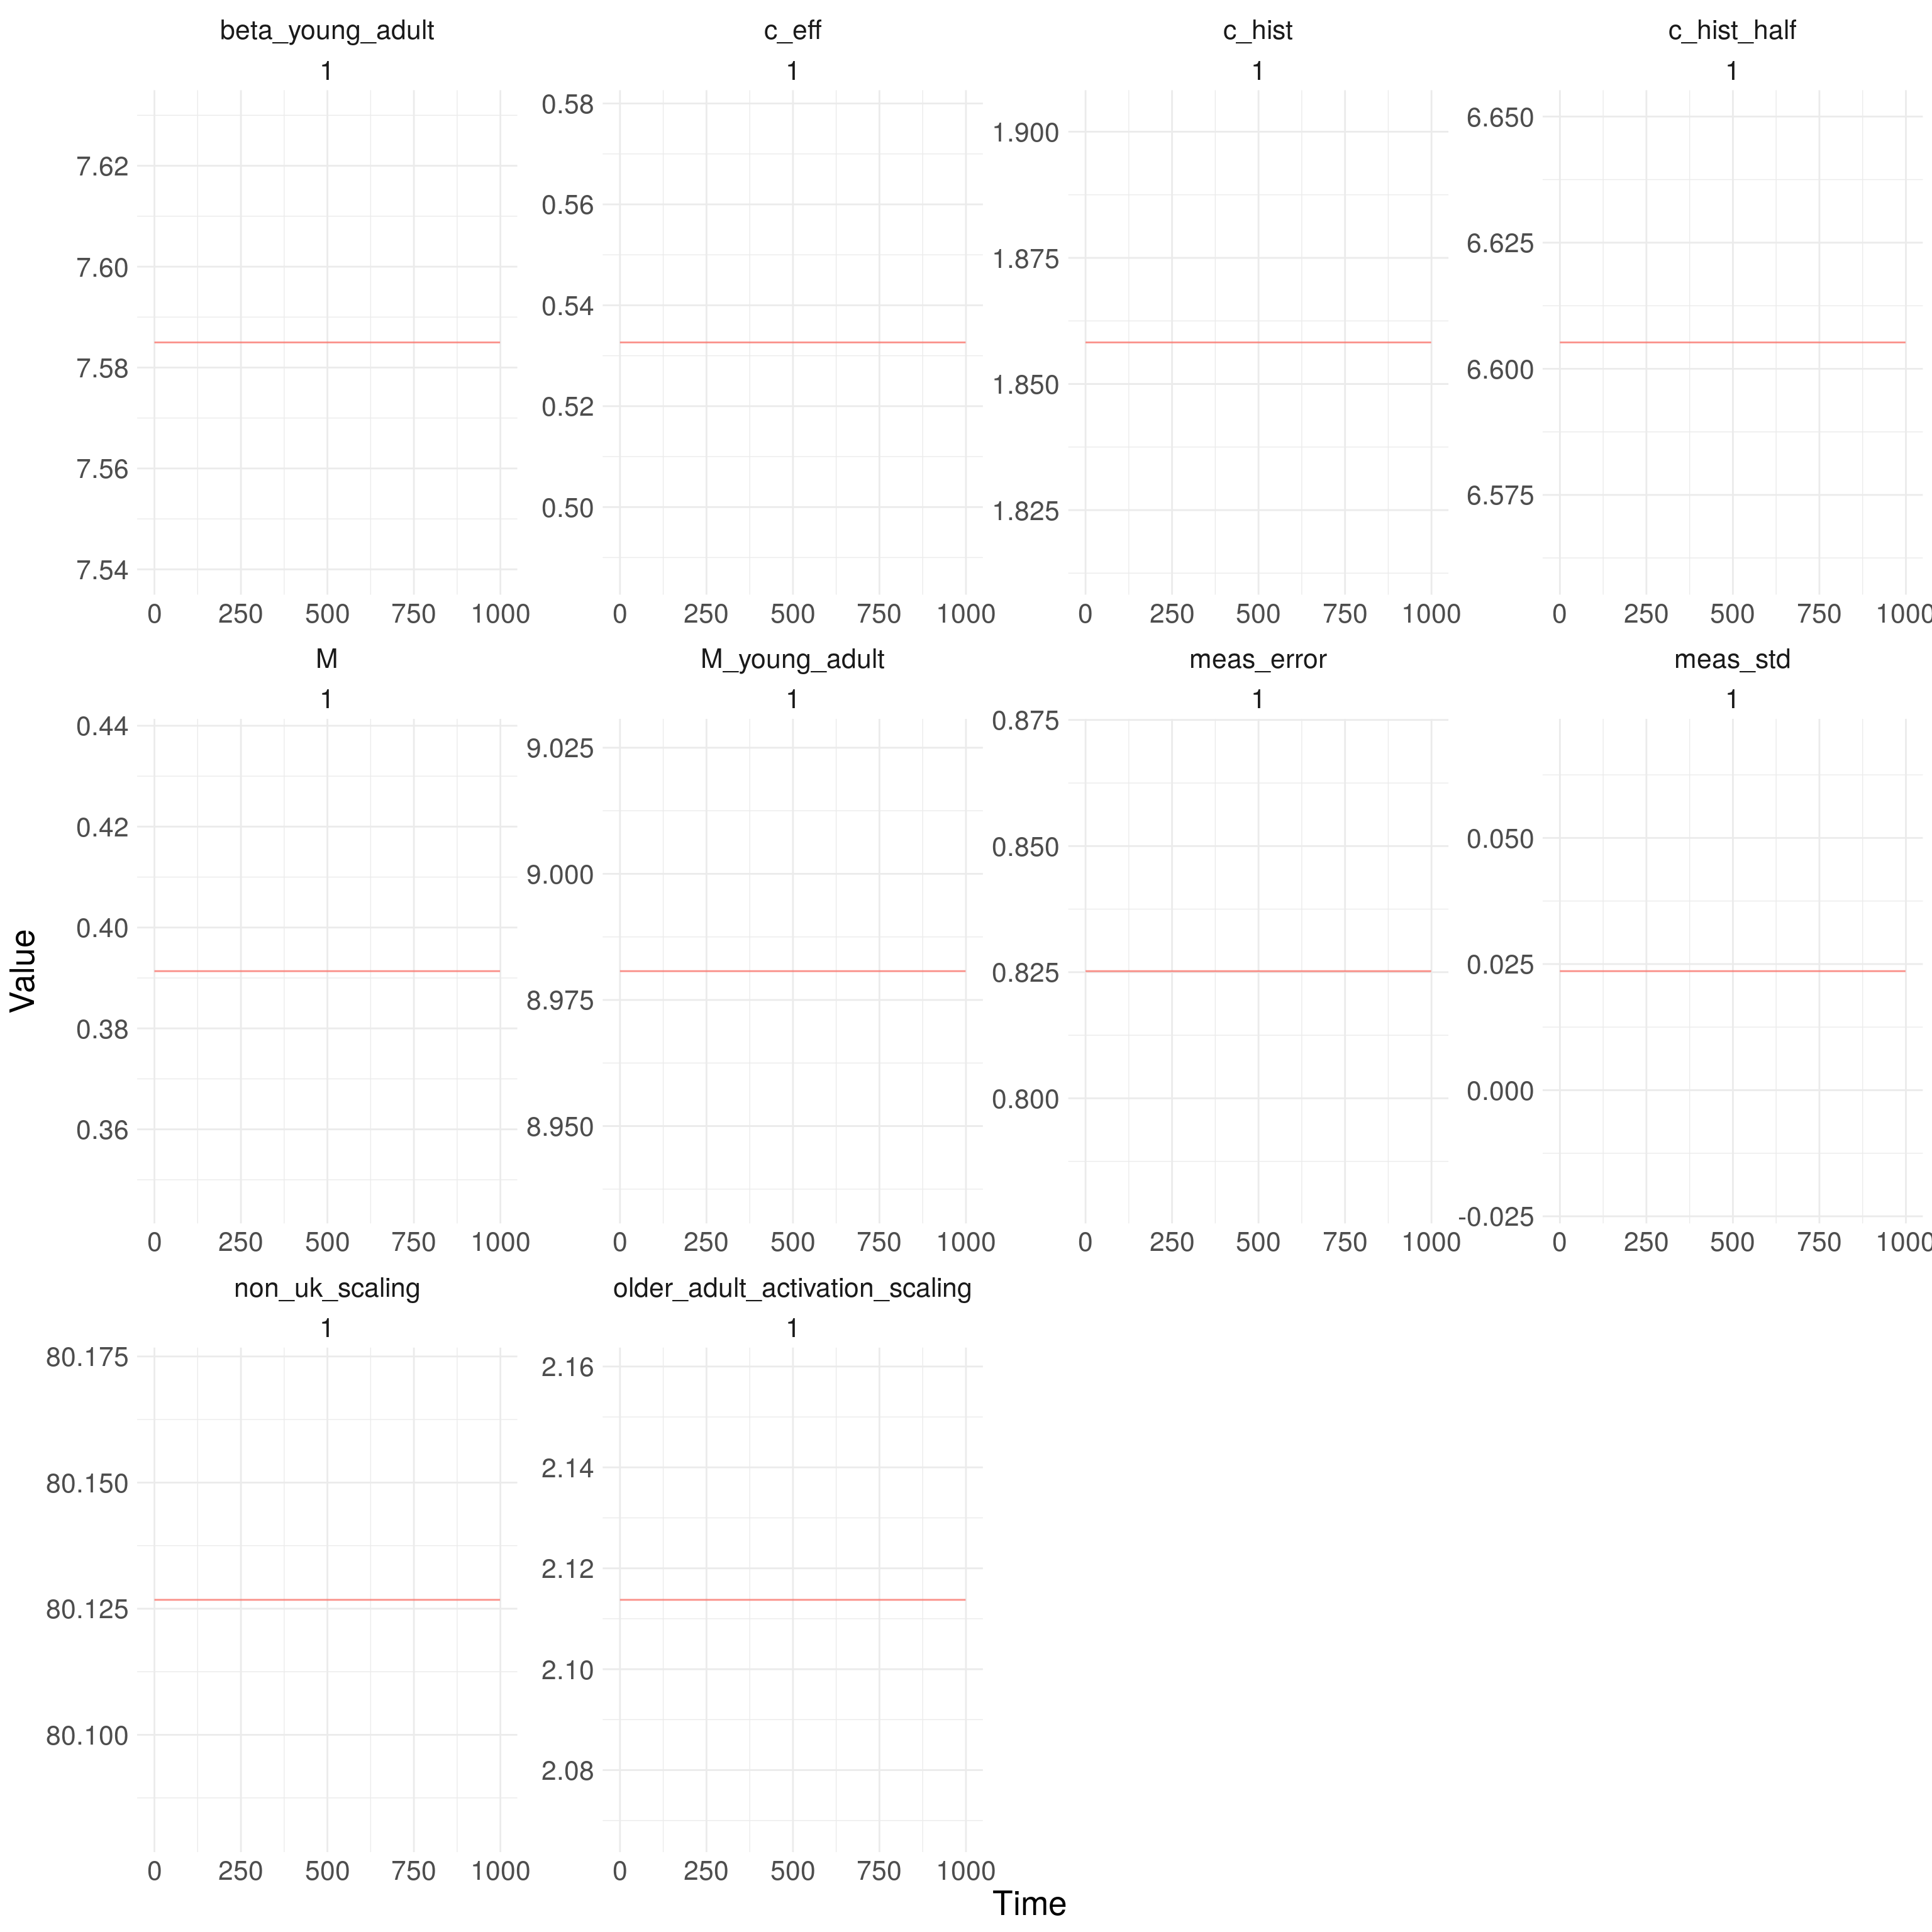 beta_young_adult c_eff c_hist c_hist_half
1 1 1 1
7.62 7.60 7.58 7.56 7.54
0.58 0.56 0.54 0.52 0.50
1.900 1.875 1.850 1.825
6.650 6.625 6.600 6.575
0 250 500 750 1000 0 250 500 750 1000 0 250 500 750 1000 0 250 500 750 1000
M M_young_adult meas_error meas_std
1 1 1 1
0.44 0.42 0.40 0.38 0.36
9.025 9.000 8.975 8.950
0.875 0.850 0.825 0.800
0.050 0.025 0.000 -0.025
0 250 500 750 1000 0 250 500 750 1000 0 250 500 750 1000 0 250 500 750 1000
Value
non_uk_scaling older_adult_activation_scaling
1 1
80.175 80.150 80.125 80.100
2.16 2.14 2.12 2.10 2.08
0 250 500 750 1000 0 250 500 750 1000
Time